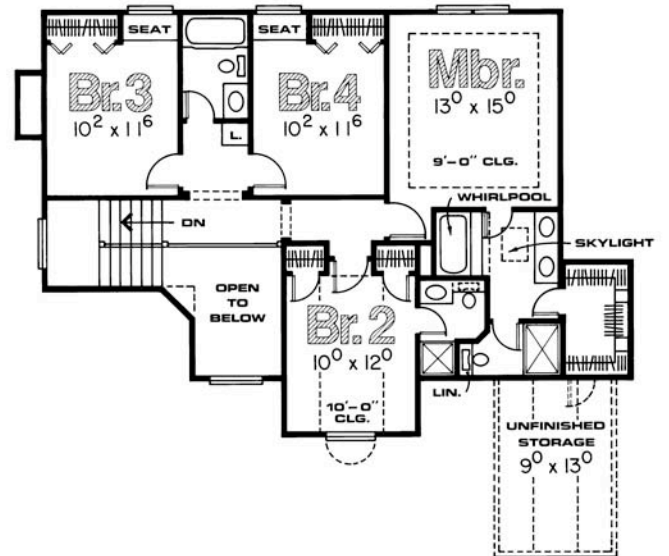 SEAT
SEAT
Br.3
10² x 11⁶
Br.4
10² x 11⁶
Mbr.
13⁰ x 15⁰
9'-0" CLG.
L.
WHIRLPOOL
DN
SKYLIGHT
OPEN
TO
BELOW
Br.2
10⁰ x 12⁰
10'-0"
CLG.
LIN.
UNFINISHED
STORAGE
9⁰ x 13⁰